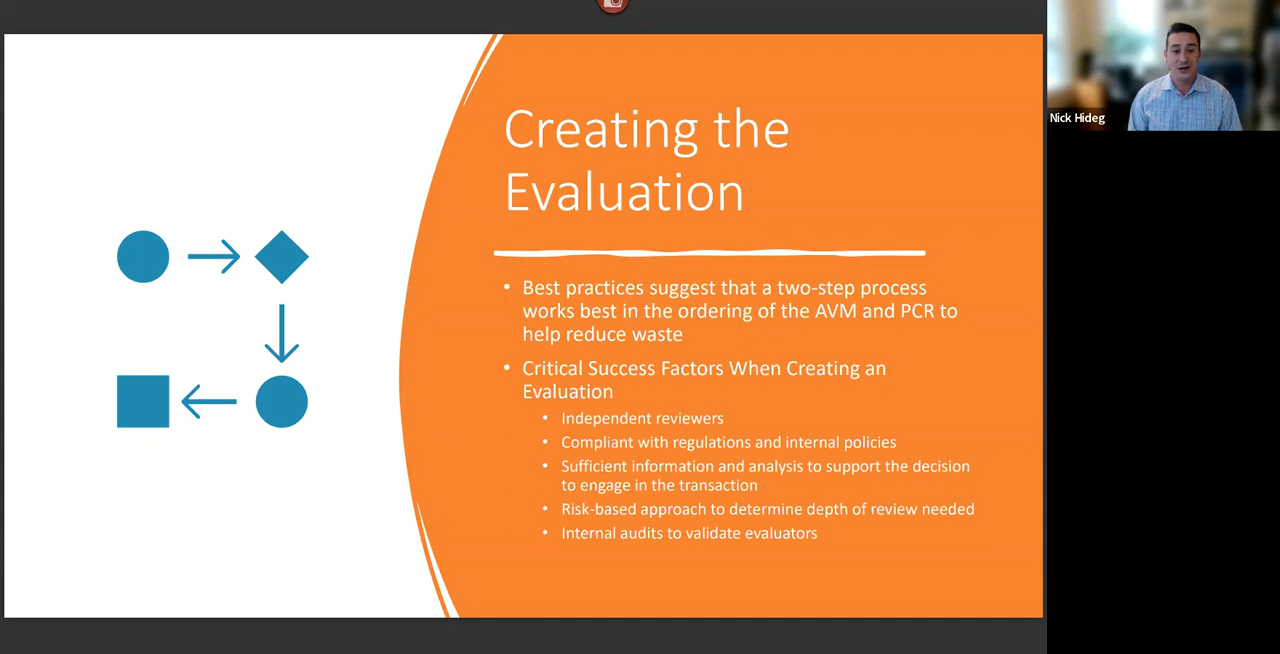 Creating the
Evaluation
• Best practices suggest that a two-step process
works best in the ordering of the AVM and PCR to
help reduce waste
• Critical Success Factors When Creating an
Evaluation
• Independent reviewers
• Compliant with regulations and internal policies
• Sufficient information and analysis to support the decision
to engage in the transaction
• Risk-based approach to determine depth of review needed
• Internal audits to validate evaluators
Nick Hideg